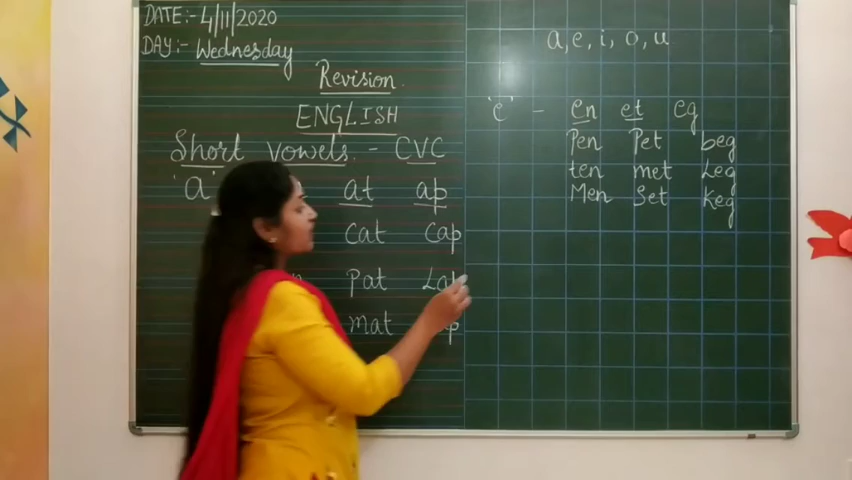 DATE:- 4/11/2020
DAY:- Wednesday
Revision.
ENGLISH
Short vowels. - CVC
'a' at ap
cat cap
pat Lap
mat
a, e, i, o, u
'e' - en et eg
Pen Pet beg
ten met Leg
Men Set Keg